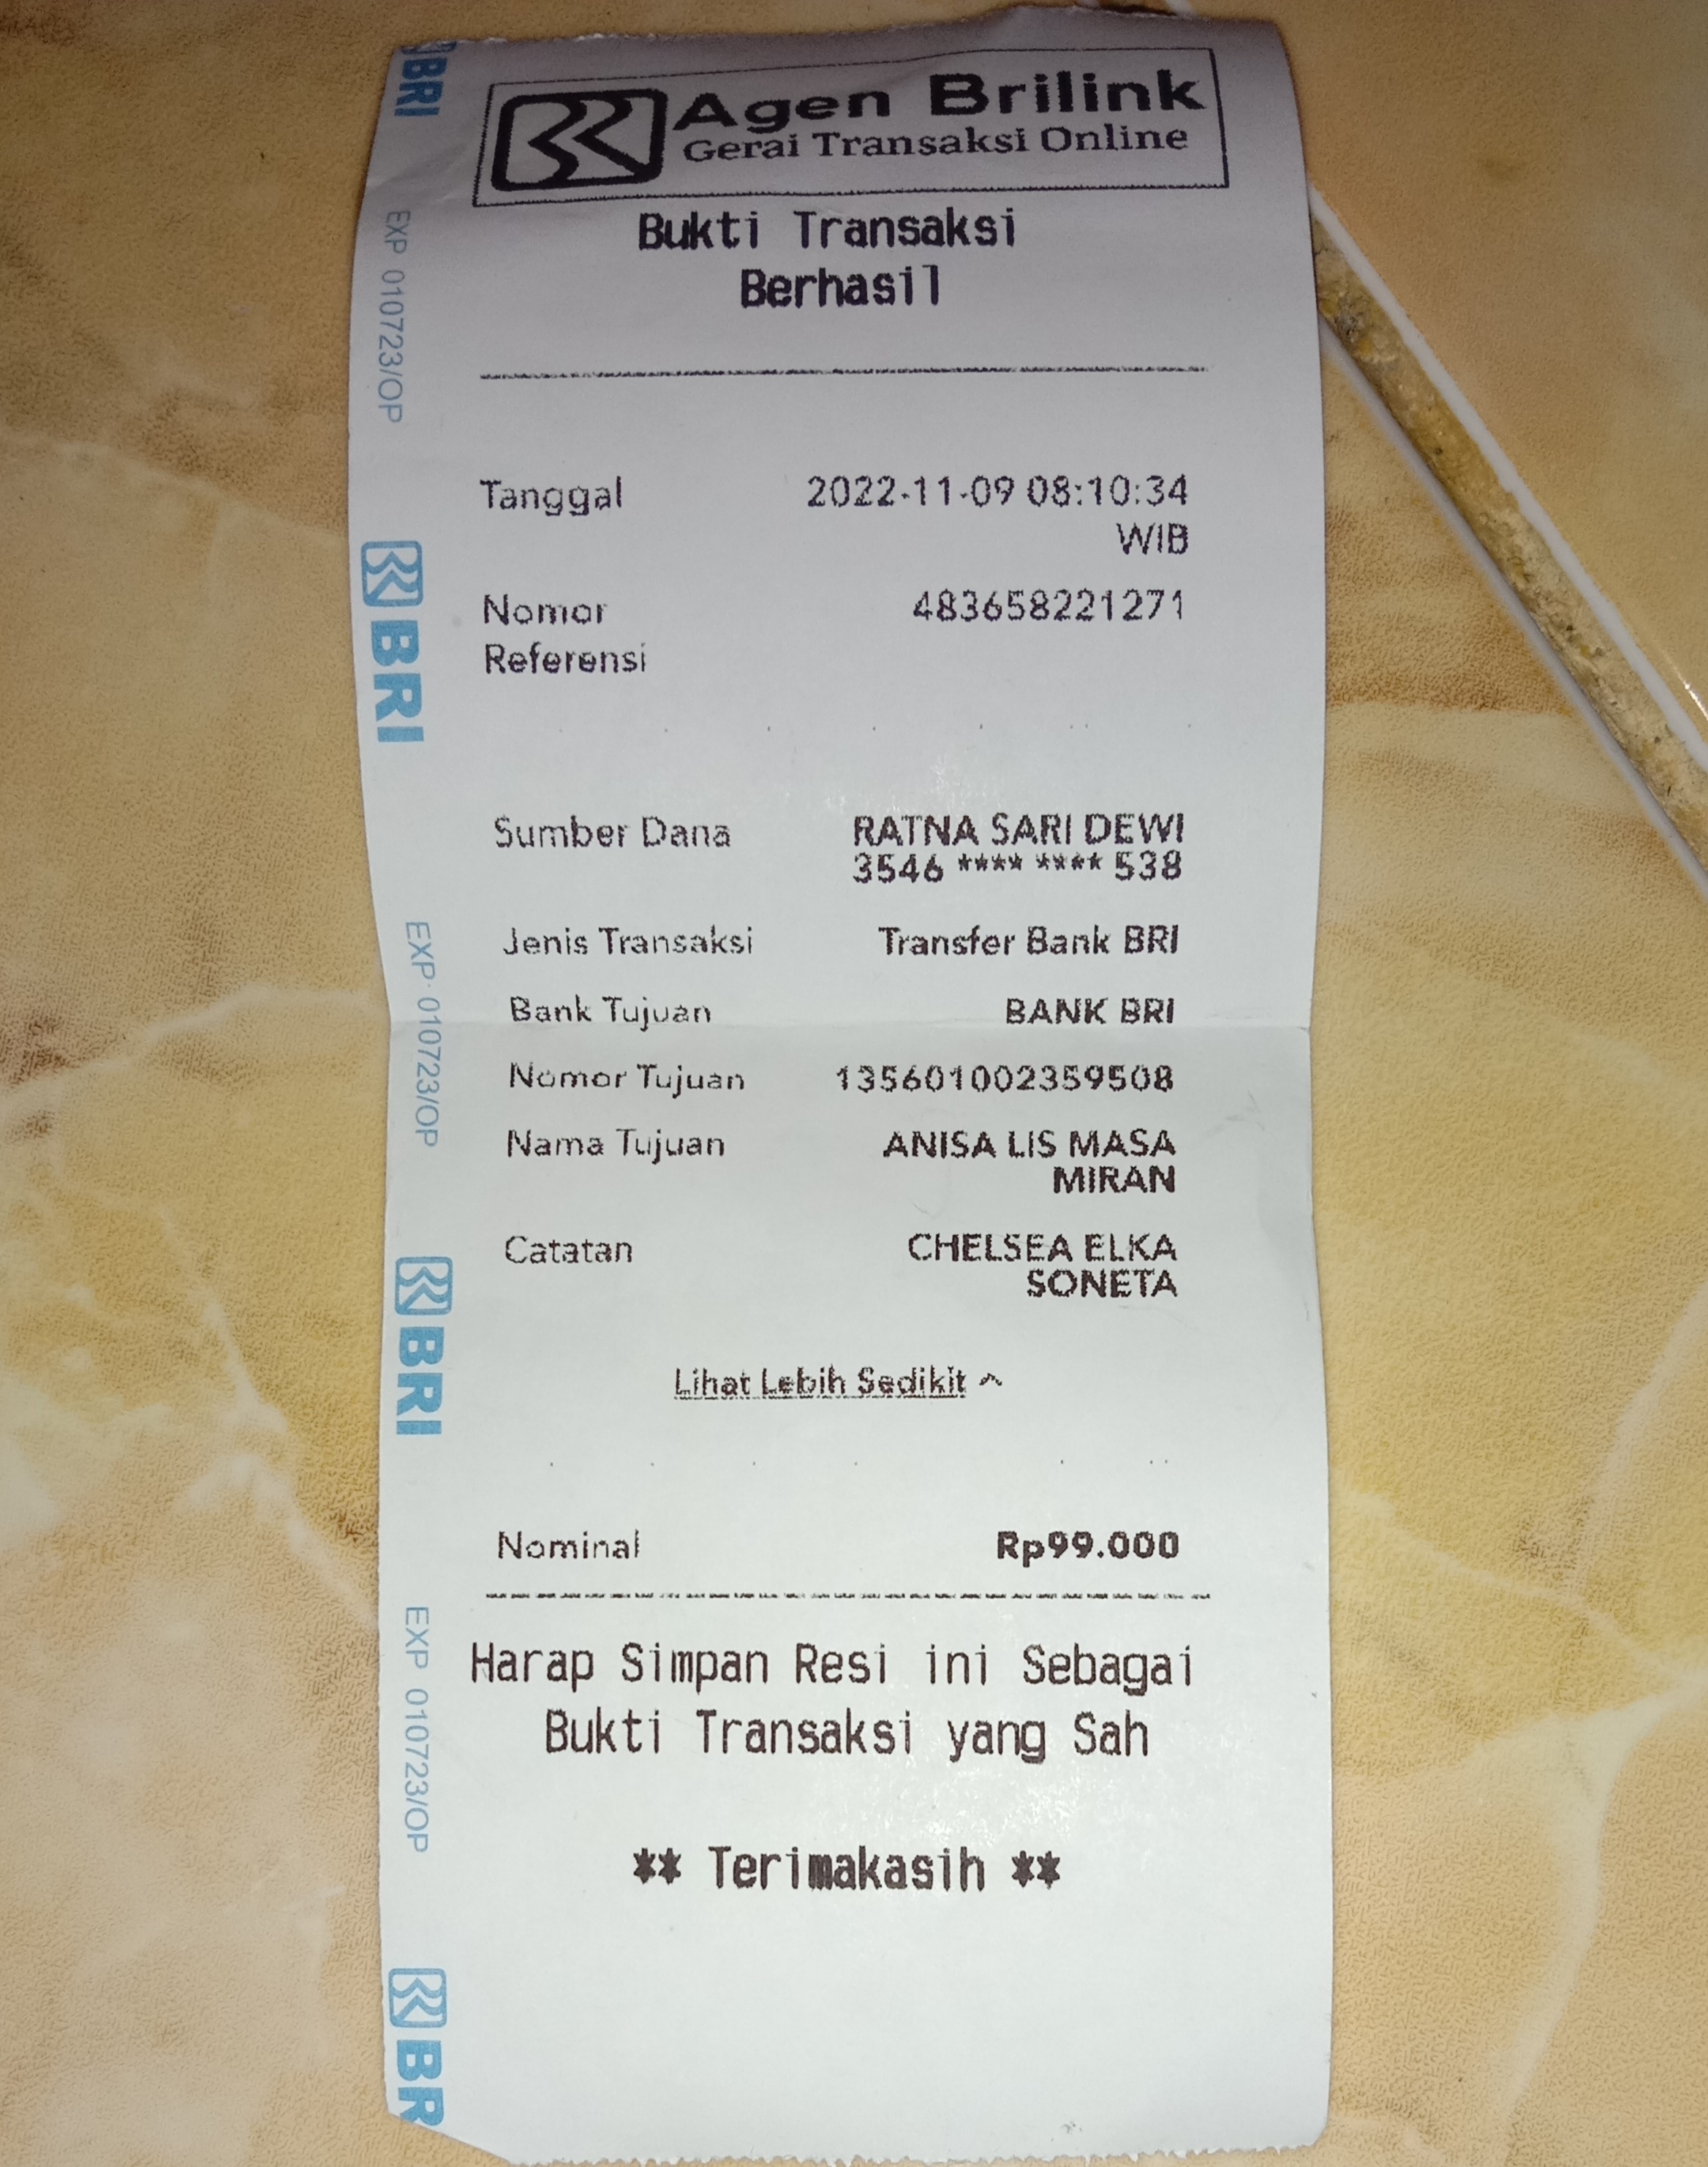 Agen Brilink
Gerai Transaksi Online
Bukti Transaksi
Berhasil
Tanggal 2022-11-09 08:10:34
WIB
Nomor 483658221271
Referensi
Sumber Dana RATNA SARI DEWI
3546 **** **** 538
Jenis Transaksi Transfer Bank BRI
Bank Tujuan BANK BRI
Nomor Tujuan 135601002359508
Nama Tujuan ANISA LIS MASA
MIRAN
Catatan CHELSEA ELKA
SONETA
Lihat Lebih Sedikit ^
Nominal Rp99.000
Harap Simpan Resi ini Sebagai
Bukti Transaksi yang Sah
** Terimakasih **
BRI
EXP 010723/OP
BRI
EXP 010723/OP
BRI
EXP 010723/OP
BR